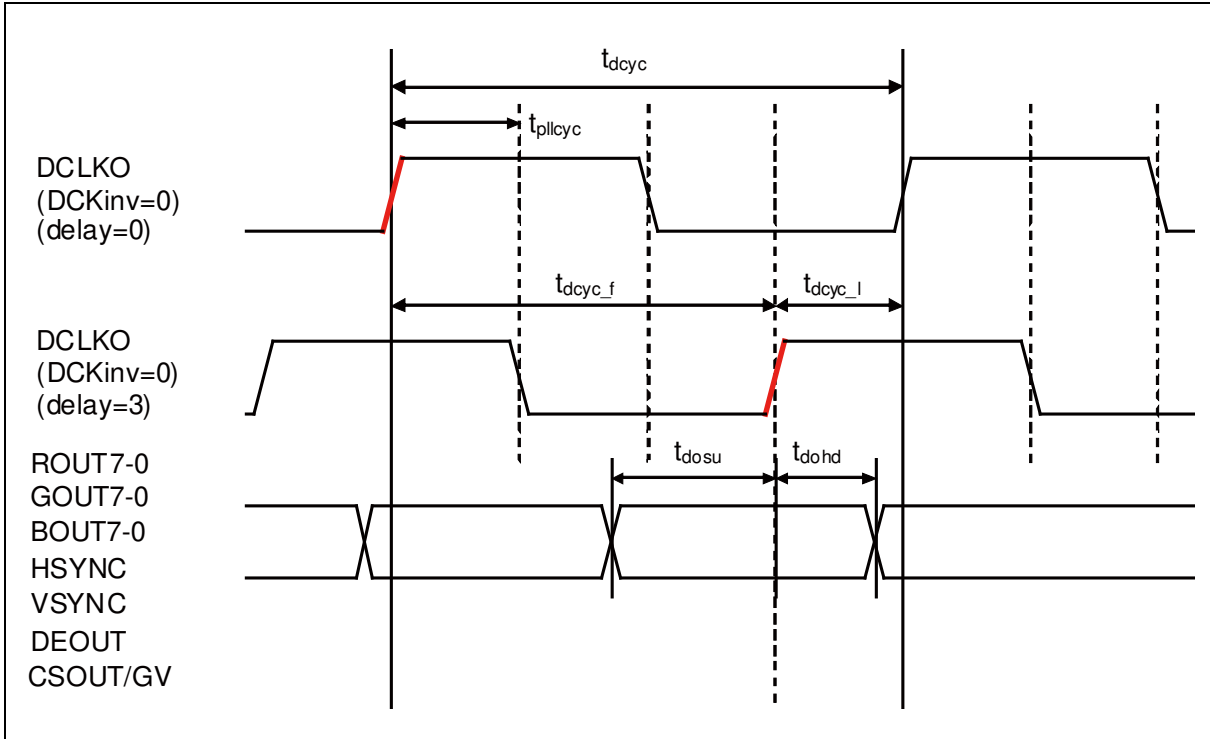 tdcyc
tpllcyc
DCLKO
(DCKinv=0)
(delay=0)
tdcyc_f
tdcyc_l
DCLKO
(DCKinv=0)
(delay=3)
tdosu
tdohd
ROUT7-0
GOUT7-0
BOUT7-0
HSYNC
VSYNC
DEOUT
CSOUT/GV